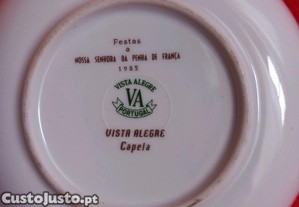 Festas
a
NOSSA SENHORA DA PENHA DE FRANÇA
1985
VISTA ALEGRE
VA
PORTUGAL
VISTA ALEGRE
Capela
CustoJusto.pt